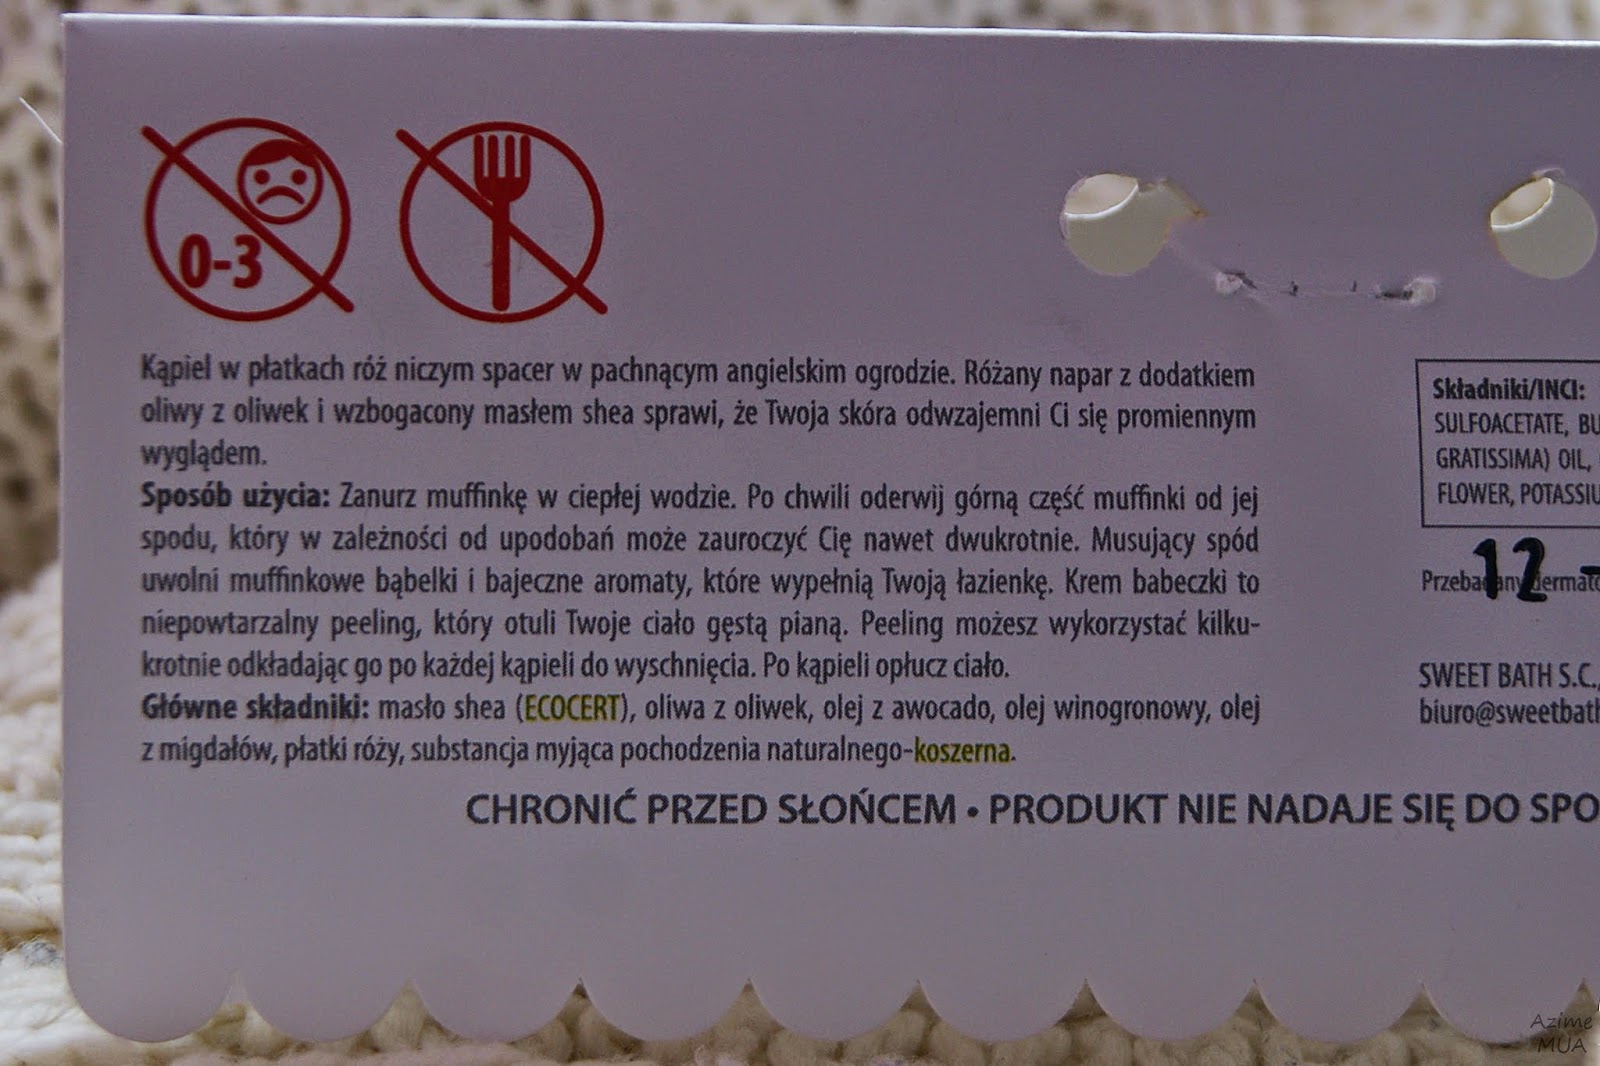 0-3
Kąpiel w płatkach róż niczym spacer w pachnącym angielskim ogrodzie. Różany napar z dodatkiem
oliwy z oliwek i wzbogacony masłem shea sprawi, że Twoja skóra odwzajemni Ci się promiennym
wyglądem.
Sposób użycia: Zanurz muffinkę w ciepłej wodzie. Po chwili oderwij górną część muffinki od jej
spodu, który w zależności od upodobań może zauroczyć Cię nawet dwukrotnie. Musujący spód
uwolni muffinkowe bąbelki i bajeczne aromaty, które wypełnią Twoją łazienkę. Krem babeczki to
niepowtarzalny peeling, który otuli Twoje ciało gęstą pianą. Peeling możesz wykorzystać kilku-
krotnie odkładając go po każdej kąpieli do wyschnięcia. Po kąpieli opłucz ciało.
Główne składniki: masło shea (ECOCERT), oliwa z oliwek, olej z awocado, olej winogronowy, olej
z migdałów, płatki róży, substancja myjąca pochodzenia naturalnego-koszerna.
CHRONIĆ PRZED SŁOŃCEM • PRODUKT NIE NADAJE SIĘ DO SPO
Składniki/INCI:
SULFOACETATE, BU
GRATISSIMA) OIL,
FLOWER, POTASSIU
12 -
SWEET BATH S.C.,
biuro@sweetbath
Azime
MUA